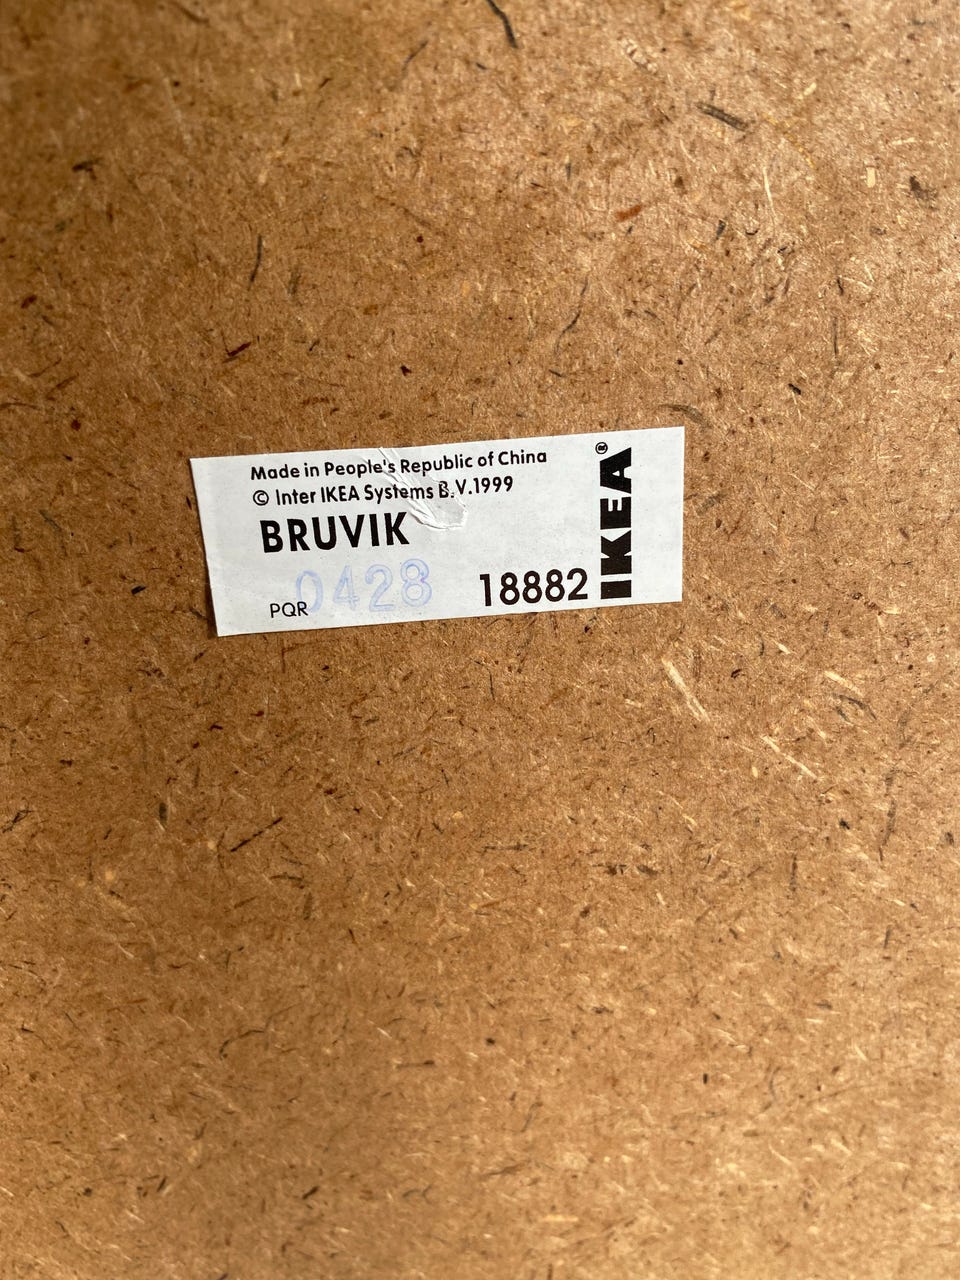 Made in People's Republic of China
© Inter IKEA Systems B.V.1999
BRUVIK
PQR 0428
18882
IKEA®